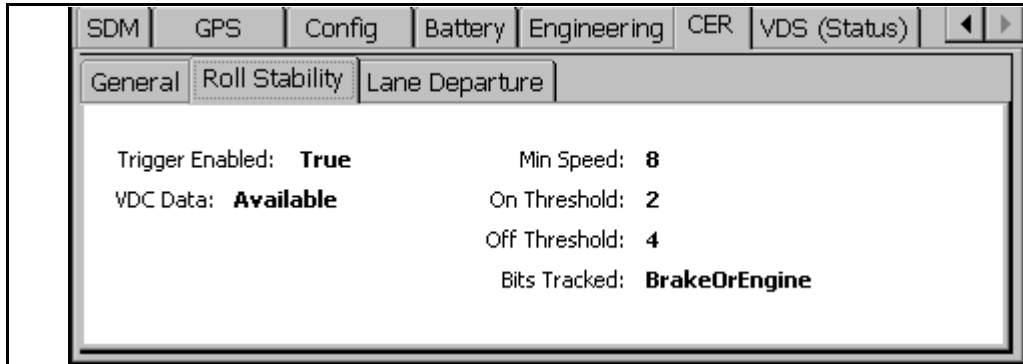 SDM GPS Config Battery Engineering CER VDS (Status)
General Roll Stability Lane Departure
Trigger Enabled: True Min Speed: 8
VDC Data: Available On Threshold: 2
Off Threshold: 4
Bits Tracked: BrakeOrEngine